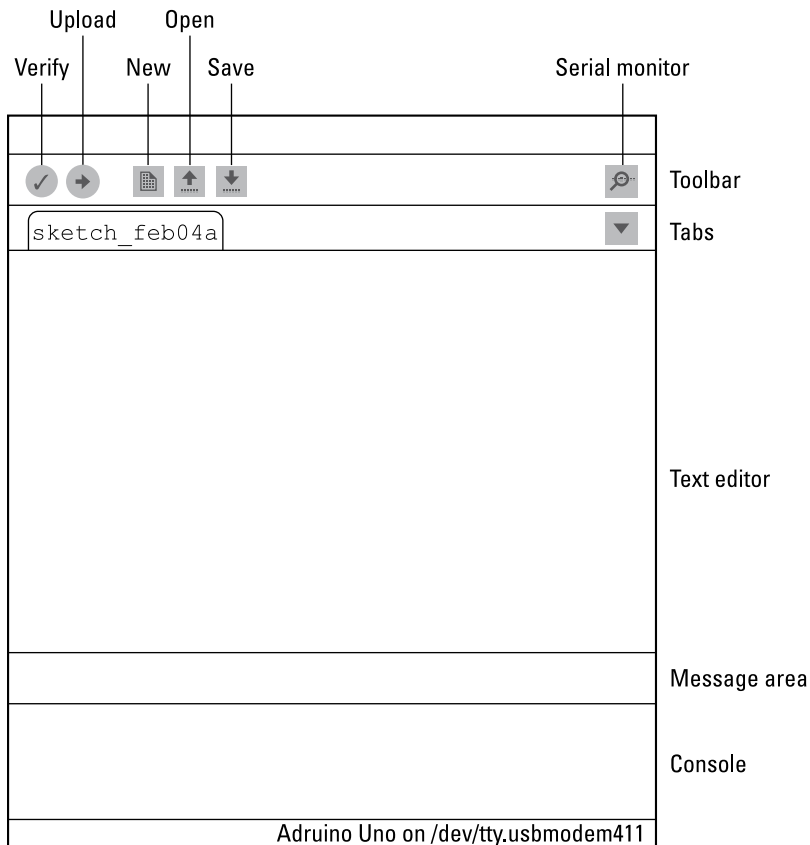 Upload Open
Verify New Save Serial monitor
Toolbar
sketch_feb04a Tabs
Text editor
Message area
Console
Adruino Uno on /dev/tty.usbmodem411